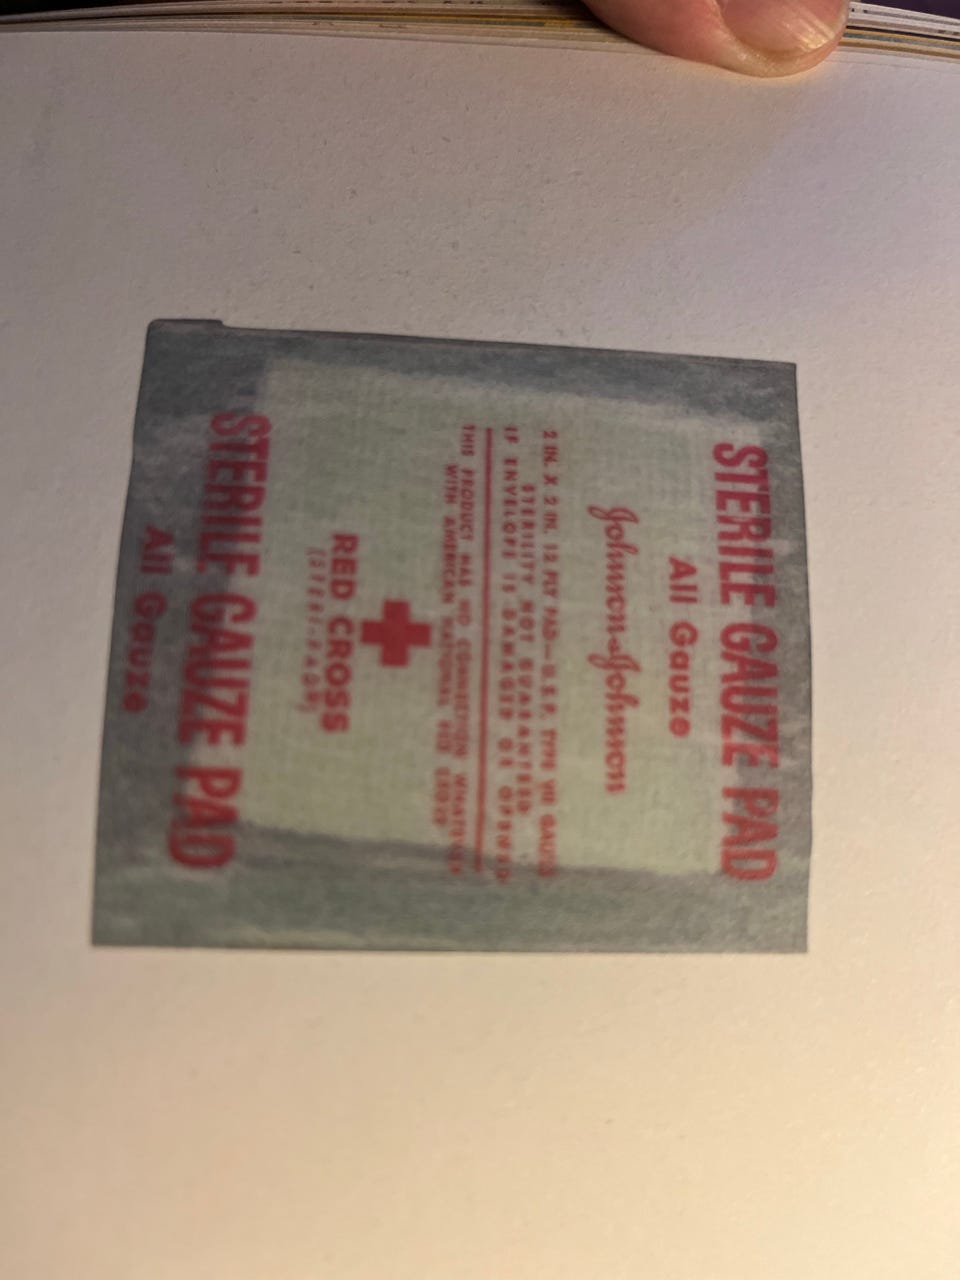 STERILE GAUZE PAD
All Gauze
Johnson & Johnson
2 IN. X 2 IN. 12 PLY PAD—U.S.P. TYPE VII GAUZE
STERILITY NOT GUARANTEED
IF ENVELOPE IS DAMAGED OR OPENED
THIS PRODUCT HAS NO CONNECTION WHATEVER
WITH AMERICAN NATIONAL RED CROSS
RED CROSS
(STERI-PADS)
STERILE GAUZE PAD
All Gauze